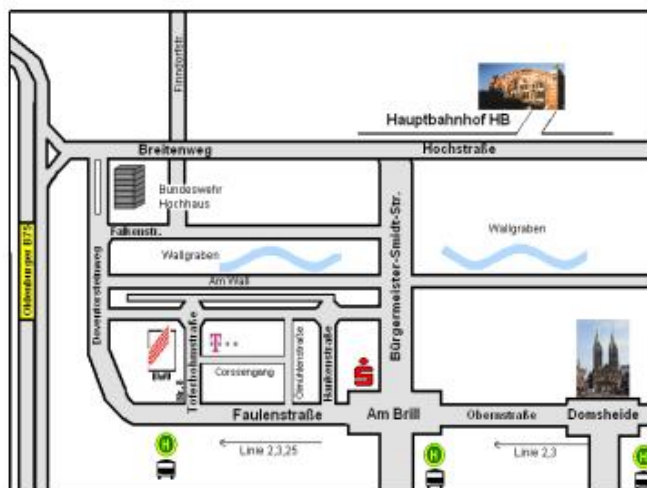 Finndorfstr.
Hauptbahnhof HB
Breitenweg
Hochstraße
Bundeswehr
Hochhaus
Falkenstr.
Wallgraben
Wallgraben
Am Wall
Oldenburger B75
Bürgermeister-Smidt-Str.
T
Corssengang
Faulenstraße
Am Brill
Obernstraße
Domsheide
H
Linie 2,3,25
H
Linie 2,3
H